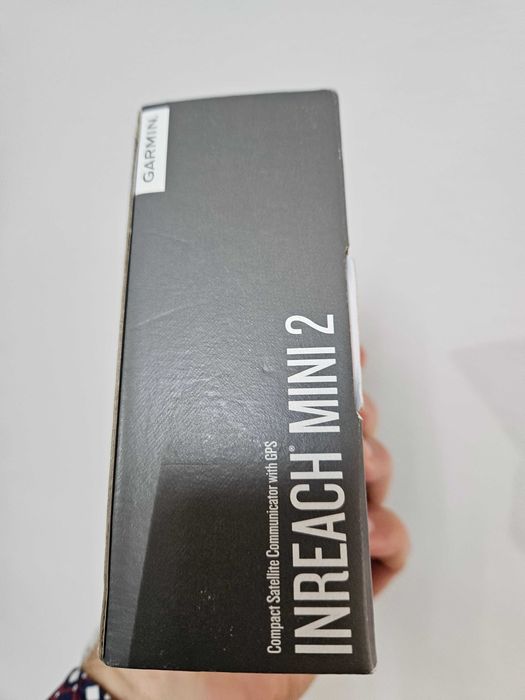 GARMIN.
Compact Satellite Communicator with GPS
INREACH® MINI 2